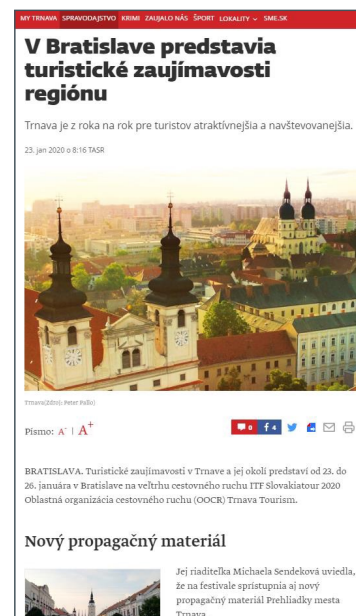 MY TRNAVA SPRAVODAJSTVO KRIMI ZAUJALO NÁS ŠPORT LOKALITY SME.SK
V Bratislave predstavia
turistické zaujímavosti
regiónu
Trnava je z roka na rok pre turistov atraktívnejšia a navštevovanejšia.
23. jan 2020 o 8:16 TASR
Trnava(Zdroj: Peter Pallo)
Písmo: A- | A+ 0 f 4
BRATISLAVA. Turistické zaujímavosti v Trnave a jej okolí predstaví od 23. do
26. januára v Bratislave na veľtrhu cestovného ruchu ITF Slovakiatour 2020
Oblastná organizácia cestovného ruchu (OOCR) Trnava Tourism.
Nový propagačný materiál
Jej riaditeľka Michaela Sendeková uviedla,
že na festivale sprístupnia aj nový
propagačný materiál Prehliadky mesta
Trnava